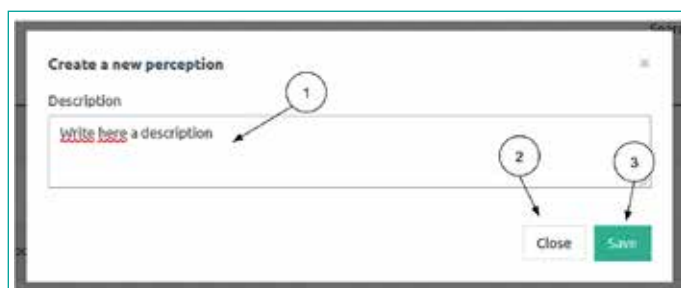 Create a new perception
×
Description
1
Write here a description
2
3
Close
Save